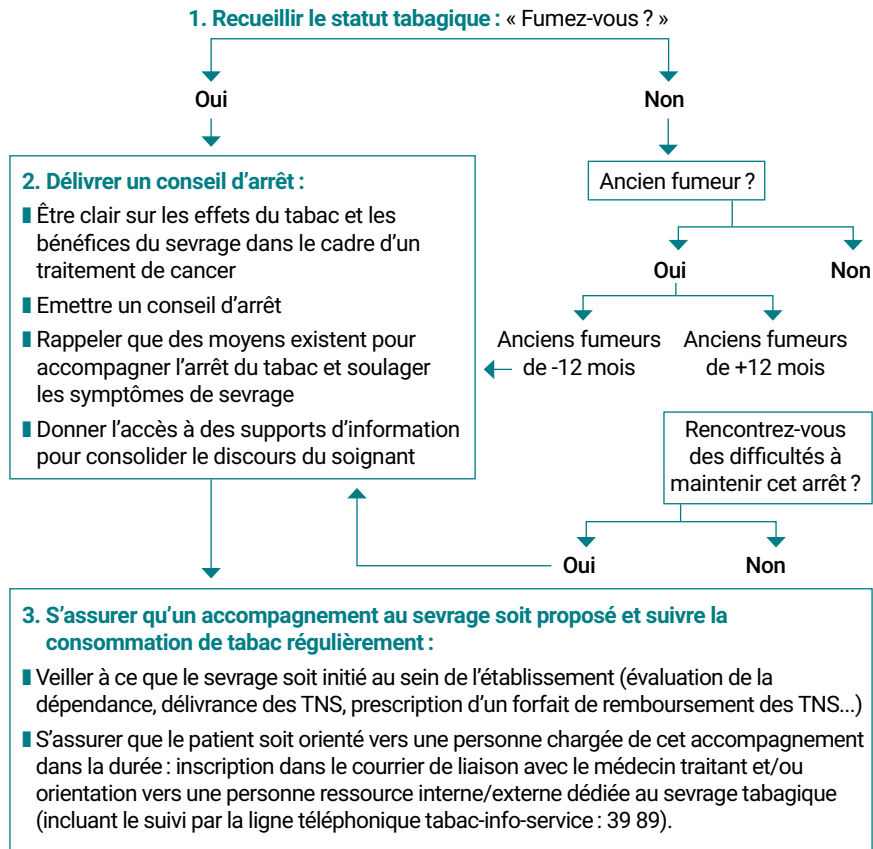 1. Recueillir le statut tabagique : « Fumez-vous ? »
Oui
Non
2. Délivrer un conseil d’arrêt :
Être clair sur les effets du tabac et les
bénéfices du sevrage dans le cadre d’un
traitement de cancer
Emettre un conseil d’arrêt
Rappeler que des moyens existent pour
accompagner l’arrêt du tabac et soulager
les symptômes de sevrage
Donner l’accès à des supports d’information
pour consolider le discours du soignant
Ancien fumeur ?
Oui
Non
Anciens fumeurs
de -12 mois
Anciens fumeurs
de +12 mois
Rencontrez-vous
des difficultés à
maintenir cet arrêt ?
Oui
Non
3. S’assurer qu’un accompagnement au sevrage soit proposé et suivre la
consommation de tabac régulièrement :
Veiller à ce que le sevrage soit initié au sein de l’établissement (évaluation de la
dépendance, délivrance des TNS, prescription d’un forfait de remboursement des TNS...)
S’assurer que le patient soit orienté vers une personne chargée de cet accompagnement
dans la durée : inscription dans le courrier de liaison avec le médecin traitant et/ou
orientation vers une personne ressource interne/externe dédiée au sevrage tabagique
(incluant le suivi par la ligne téléphonique tabac-info-service : 39 89).